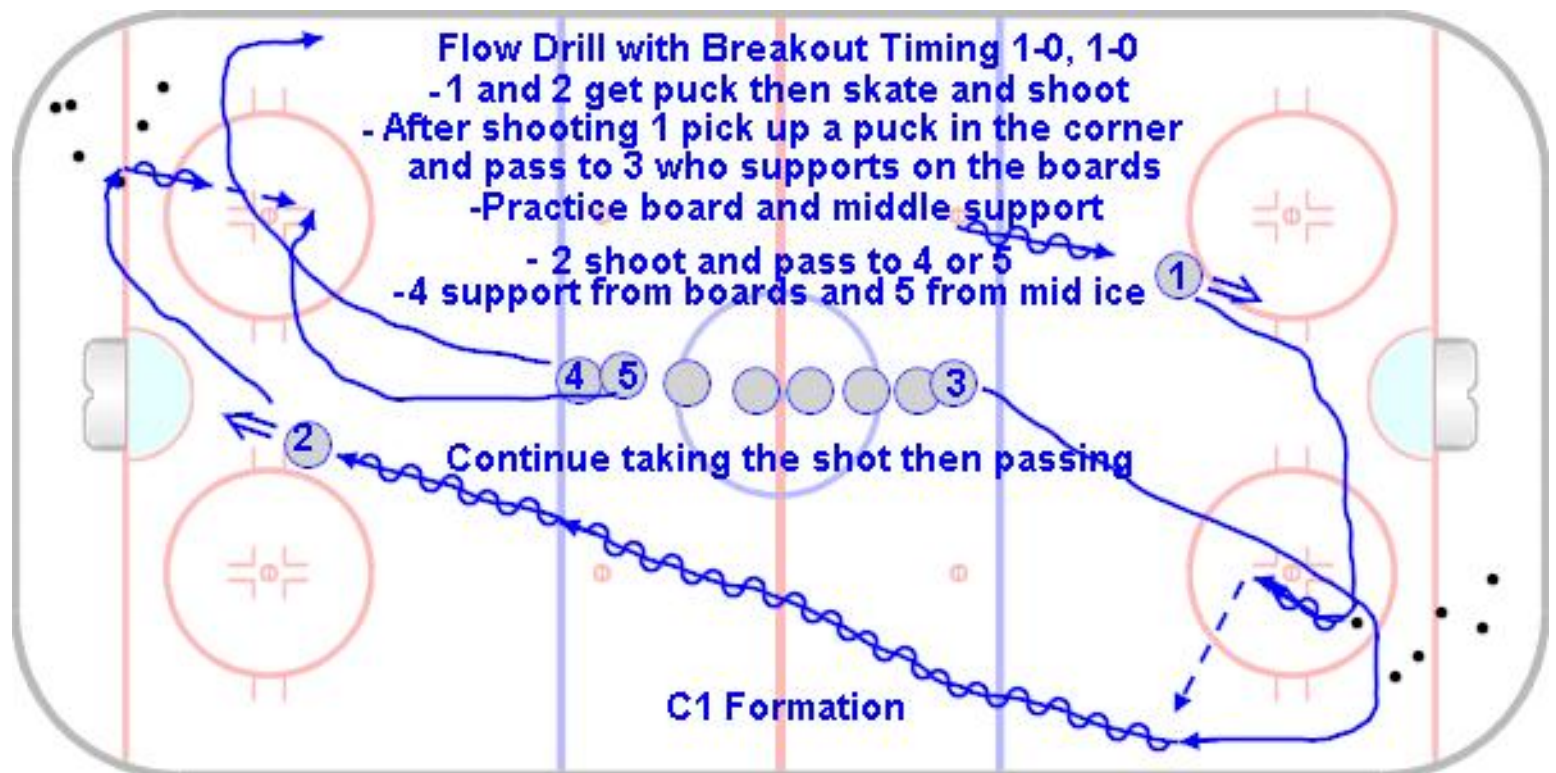 Flow Drill with Breakout Timing 1-0, 1-0
-1 and 2 get puck then skate and shoot
- After shooting 1 pick up a puck in the corner
and pass to 3 who supports on the boards
-Practice board and middle support
- 2 shoot and pass to 4 or 5
-4 support from boards and 5 from mid ice
1
4 5 3
2
Continue taking the shot then passing
C1 Formation